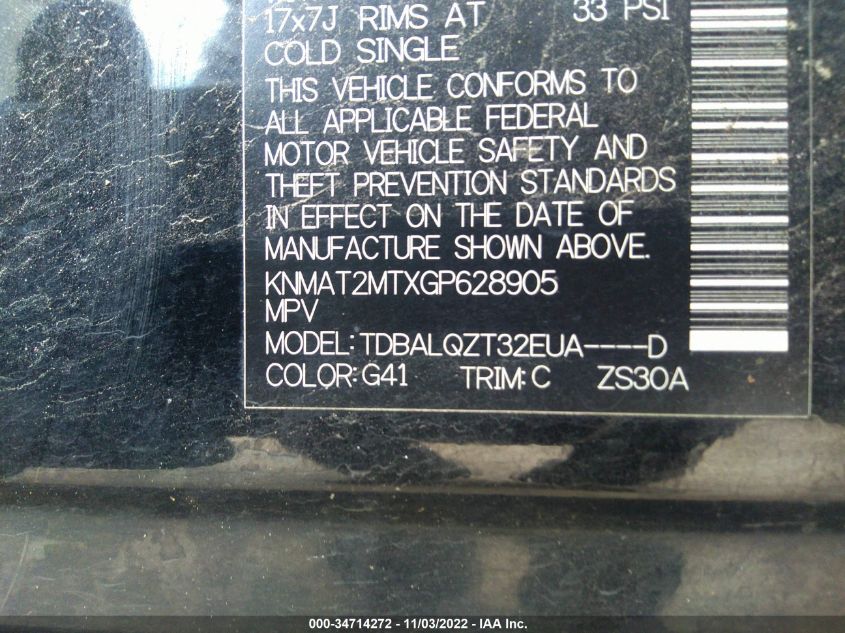 17x7J RIMS AT 33 PSI
COLD SINGLE
THIS VEHICLE CONFORMS TO
ALL APPLICABLE FEDERAL
MOTOR VEHICLE SAFETY AND
THEFT PREVENTION STANDARDS
IN EFFECT ON THE DATE OF
MANUFACTURE SHOWN ABOVE.
KNMAT2MTXGP628905
MPV
MODEL:TDBALQZT32EUA----D
COLOR:G41 TRIM:C ZS30A
000-34714272 - 11/03/2022 - IAA Inc.